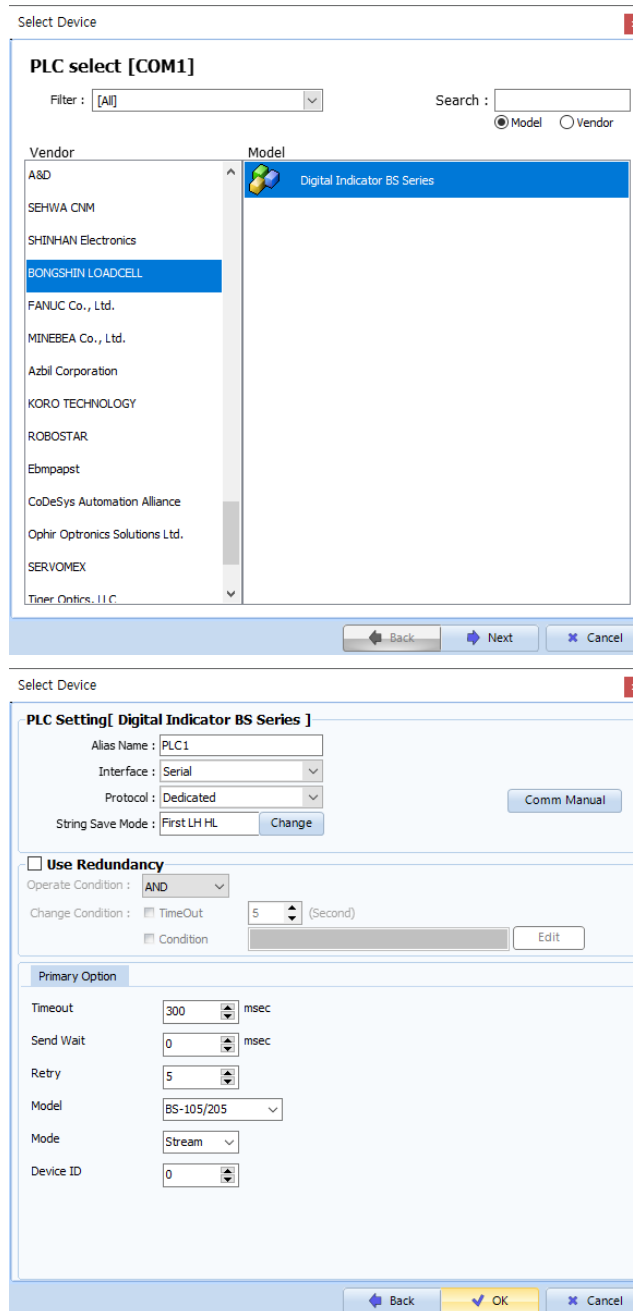 Select Device
PLC select [COM1]
Filter : [All]
Search :
Model Vendor
Vendor
A&D
SEHWA CNM
SHINHAN Electronics
BONGSHIN LOADCELL
FANUC Co., Ltd.
MINEBEA Co., Ltd.
Azbil Corporation
KORO TECHNOLOGY
ROBOSTAR
Ebmpapst
CoDeSys Automation Alliance
Ophir Optronics Solutions Ltd.
SERVOMEX
Tiger Optics, LLC
Model
Digital Indicator BS Series
Back Next Cancel
Select Device
PLC Setting[ Digital Indicator BS Series ]
Alias Name : PLC1
Interface : Serial
Protocol : Dedicated
Comm Manual
String Save Mode : First LH HL Change
Use Redundancy
Operate Condition : AND
Change Condition : TimeOut 5 (Second)
Condition Edit
Primary Option
Timeout 300 msec
Send Wait 0 msec
Retry 5
Model BS-105/205
Mode Stream
Device ID 0
Back OK Cancel